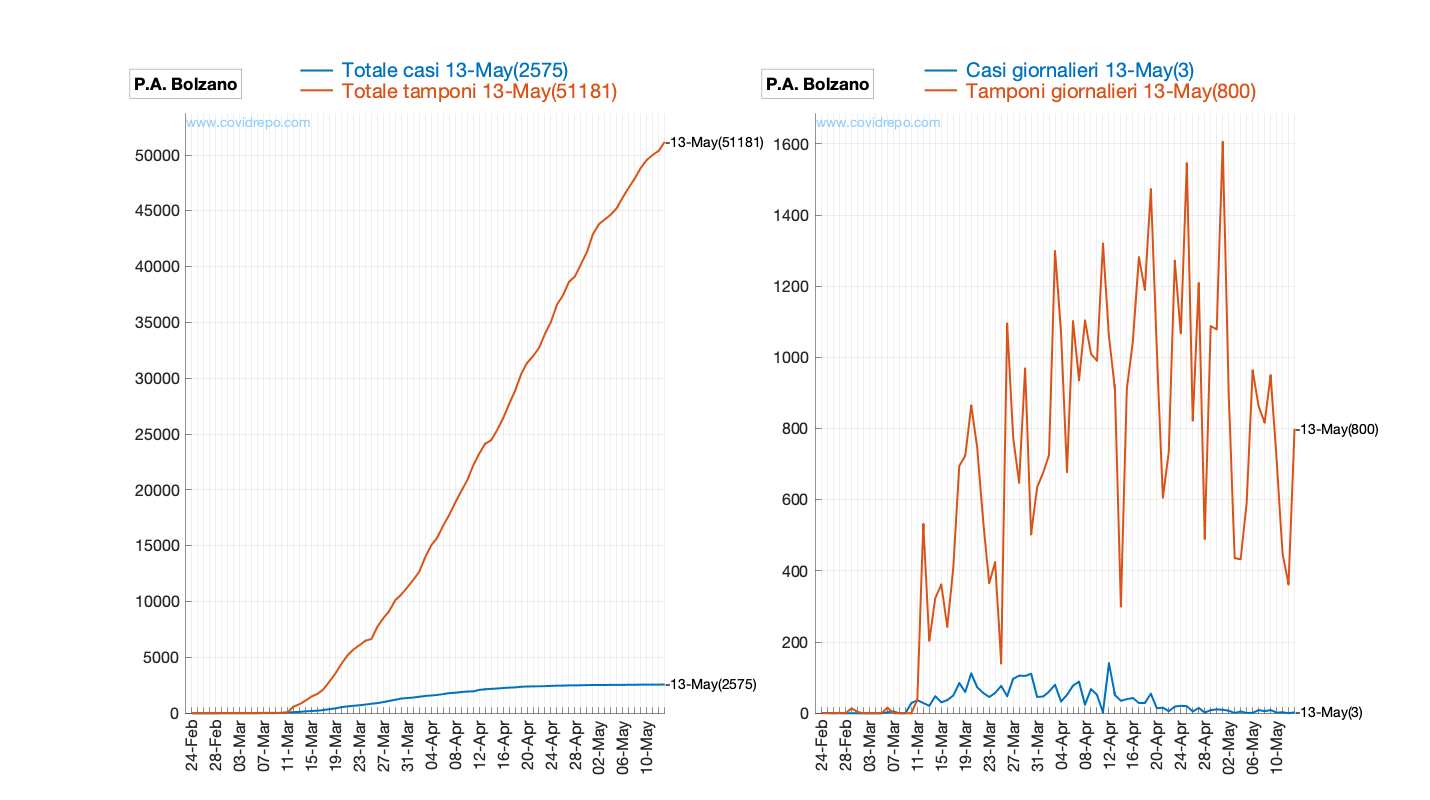 P.A. Bolzano
Totale casi 13-May(2575)
Totale tamponi 13-May(51181)
www.covidrepo.com
13-May(51181)
13-May(2575)
50000
45000
40000
35000
30000
25000
20000
15000
10000
5000
0
24-Feb
28-Feb
03-Mar
07-Mar
11-Mar
15-Mar
19-Mar
23-Mar
27-Mar
31-Mar
04-Apr
08-Apr
12-Apr
16-Apr
20-Apr
24-Apr
28-Apr
02-May
06-May
10-May
P.A. Bolzano
Casi giornalieri 13-May(3)
Tamponi giornalieri 13-May(800)
www.covidrepo.com
13-May(800)
13-May(3)
1600
1400
1200
1000
800
600
400
200
0
24-Feb
28-Feb
03-Mar
07-Mar
11-Mar
15-Mar
19-Mar
23-Mar
27-Mar
31-Mar
04-Apr
08-Apr
12-Apr
16-Apr
20-Apr
24-Apr
28-Apr
02-May
06-May
10-May